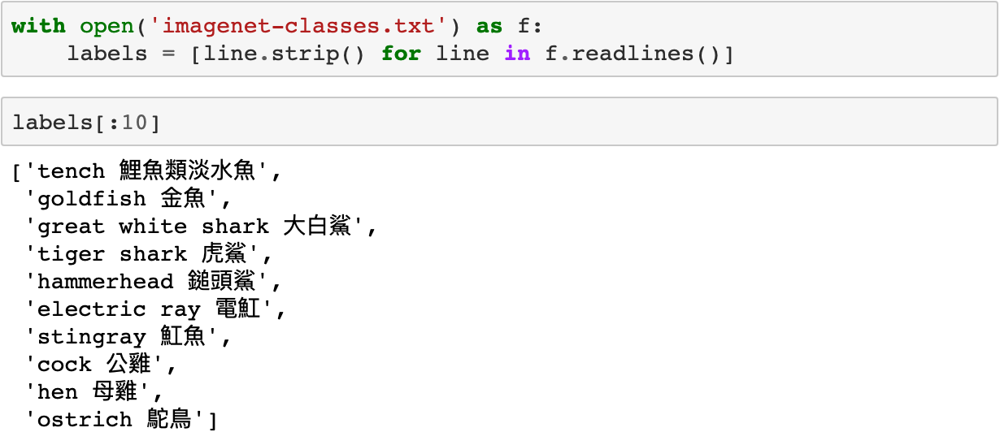 with open('imagenet-classes.txt') as f:
    labels = [line.strip() for line in f.readlines()]
labels[:10]
['tench 鯉魚類淡水魚',
 'goldfish 金魚',
 'great white shark 大白鯊',
 'tiger shark 虎鯊',
 'hammerhead 鎚頭鯊',
 'electric ray 電魟',
 'stingray 魟魚',
 'cock 公雞',
 'hen 母雞',
 'ostrich 鴕鳥']